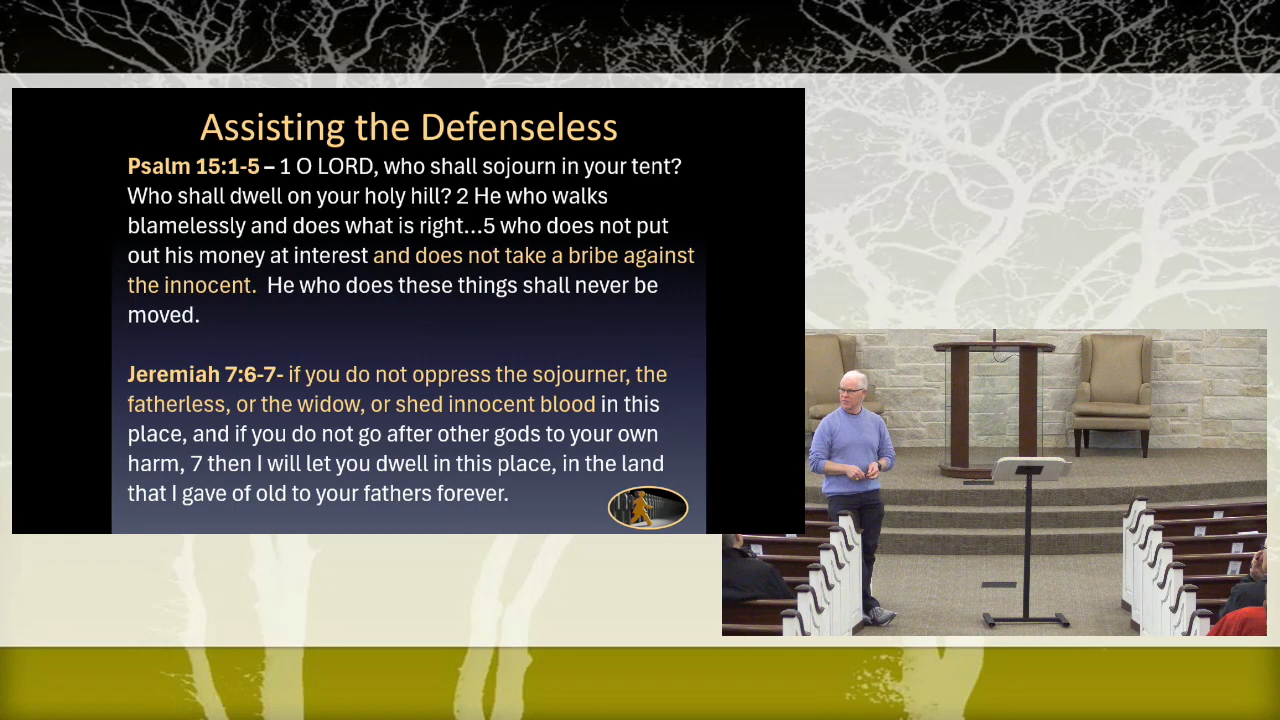 Assisting the Defenseless
Psalm 15:1-5 – 1 O LORD, who shall sojourn in your tent?
Who shall dwell on your holy hill? 2 He who walks
blamelessly and does what is right...5 who does not put
out his money at interest and does not take a bribe against
the innocent.  He who does these things shall never be
moved.
Jeremiah 7:6-7- if you do not oppress the sojourner, the
fatherless, or the widow, or shed innocent blood in this
place, and if you do not go after other gods to your own
harm, 7 then I will let you dwell in this place, in the land
that I gave of old to your fathers forever.